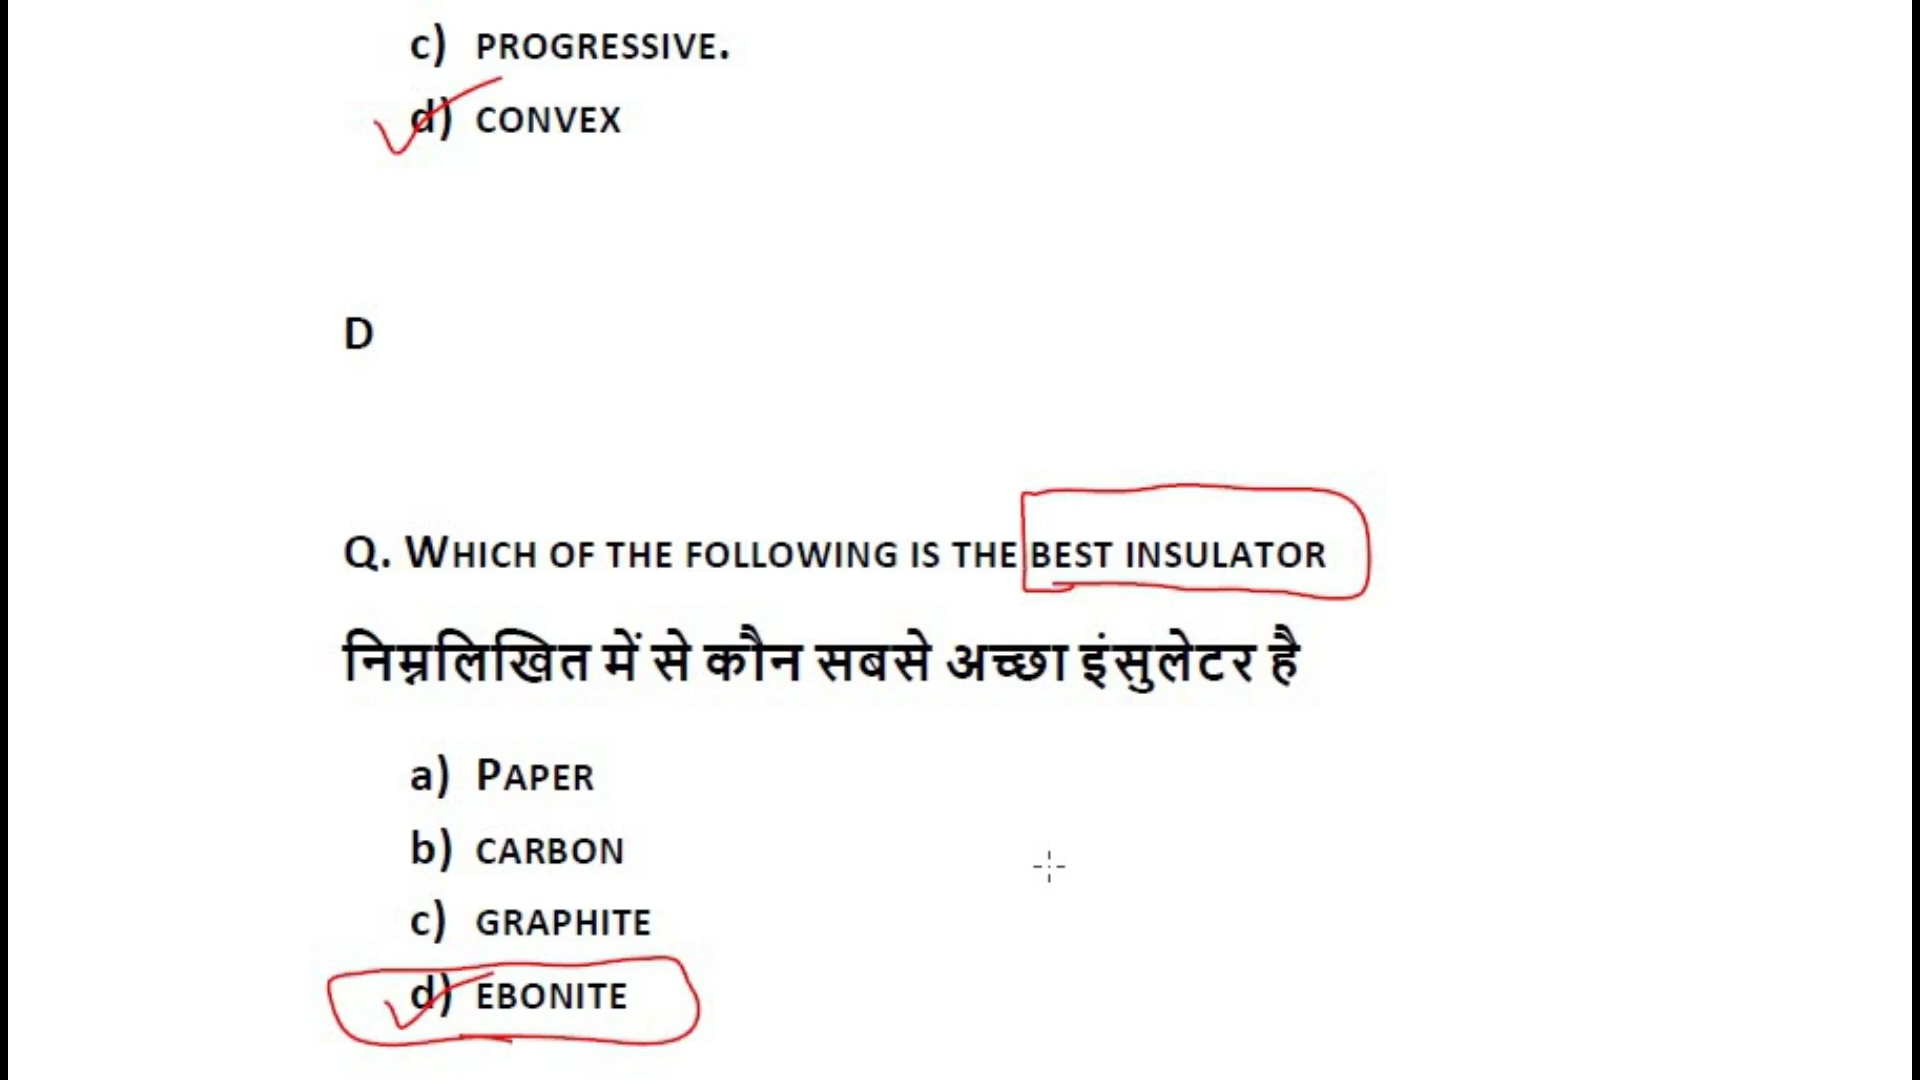 c) PROGRESSIVE.
d) CONVEX
D
Q. WHICH OF THE FOLLOWING IS THE BEST INSULATOR
निम्नलिखित में से कौन सबसे अच्छा इंसुलेटर है
a) PAPER
b) CARBON
c) GRAPHITE
d) EBONITE